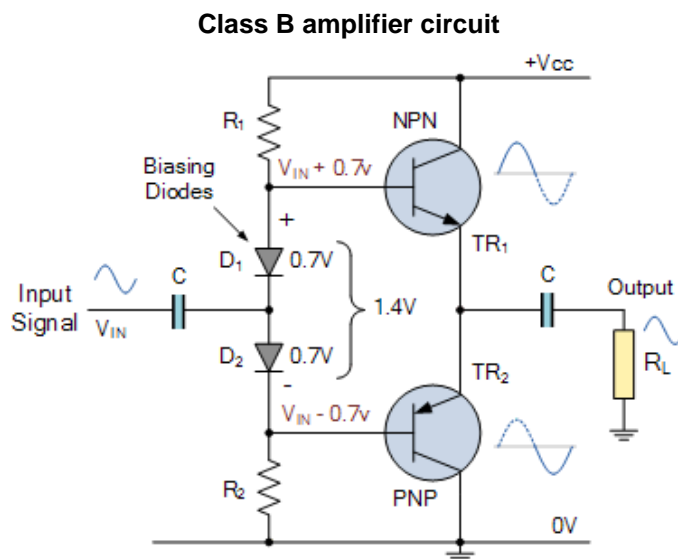 Class B amplifier circuit
+Vcc
R1
NPN
Biasing
Diodes
VIN + 0.7v
+
TR1
D1
0.7V
C
C
Output
Input
Signal
VIN
1.4V
RL
D2
0.7V
-
TR2
VIN - 0.7v
R2
PNP
0V